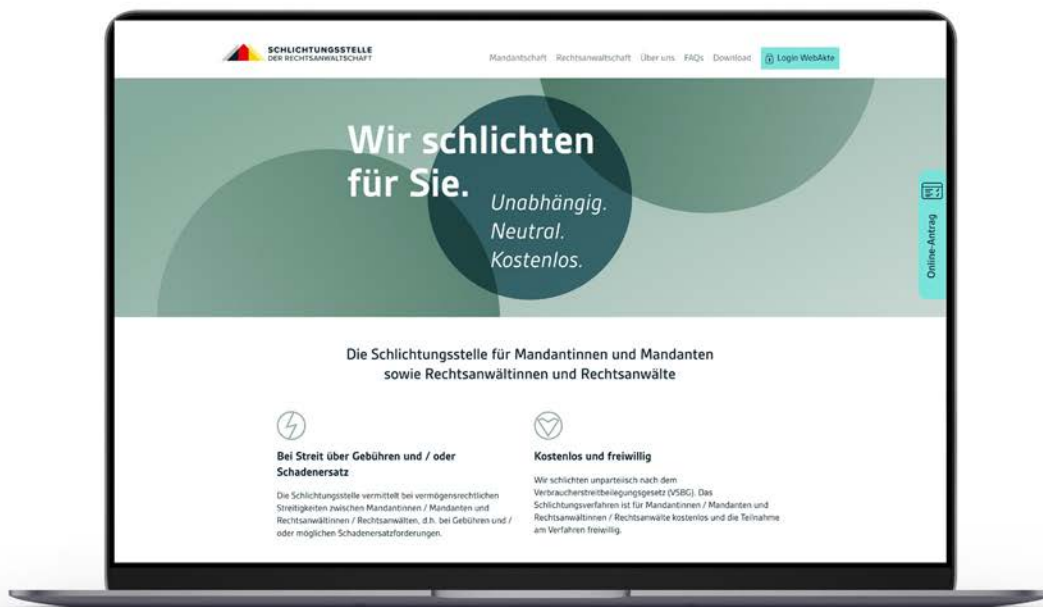 SCHLICHTUNGSSTELLE
DER RECHTSANWALTSCHAFT
Mandantschaft Rechtsanwaltschaft Über uns FAQs Download Login WebAkte
Wir schlichten
für Sie.
Unabhängig.
Neutral.
Kostenlos.
Online-Antrag
Die Schlichtungsstelle für Mandantinnen und Mandanten
sowie Rechtsanwältinnen und Rechtsanwälte
Bei Streit über Gebühren und / oder
Schadenersatz
Die Schlichtungsstelle vermittelt bei vermögensrechtlichen
Streitigkeiten zwischen Mandantinnen / Mandanten und
Rechtsanwältinnen / Rechtsanwälten, d.h. bei Gebühren und /
oder möglichen Schadenersatzforderungen.
Kostenlos und freiwillig
Wir schlichten unparteiisch nach dem
Verbraucherstreitbeilegungsgesetz (VSBG). Das
Schlichtungsverfahren ist für Mandantinnen / Mandanten und
Rechtsanwältinnen / Rechtsanwälte kostenlos und die Teilnahme
am Verfahren freiwillig.